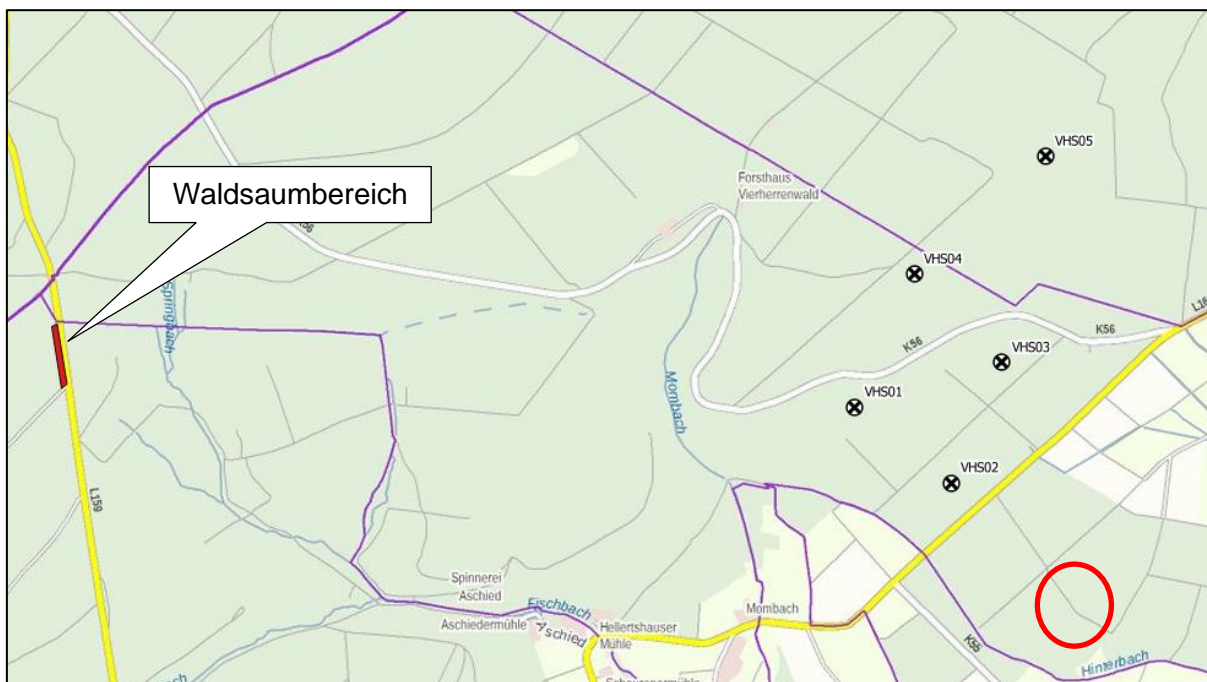 VHS05
Waldsaumbereich
Forsthaus
Vierherrenwald
VHS04
Springbach
L159
K56
K56
VHS03
Mombach
VHS01
VHS02
Spinnerei
Aschied
Fischbach
Aschiedermühle
Aschied
Hellertshauser
Mühle
Mombach
K55
Hinterbach